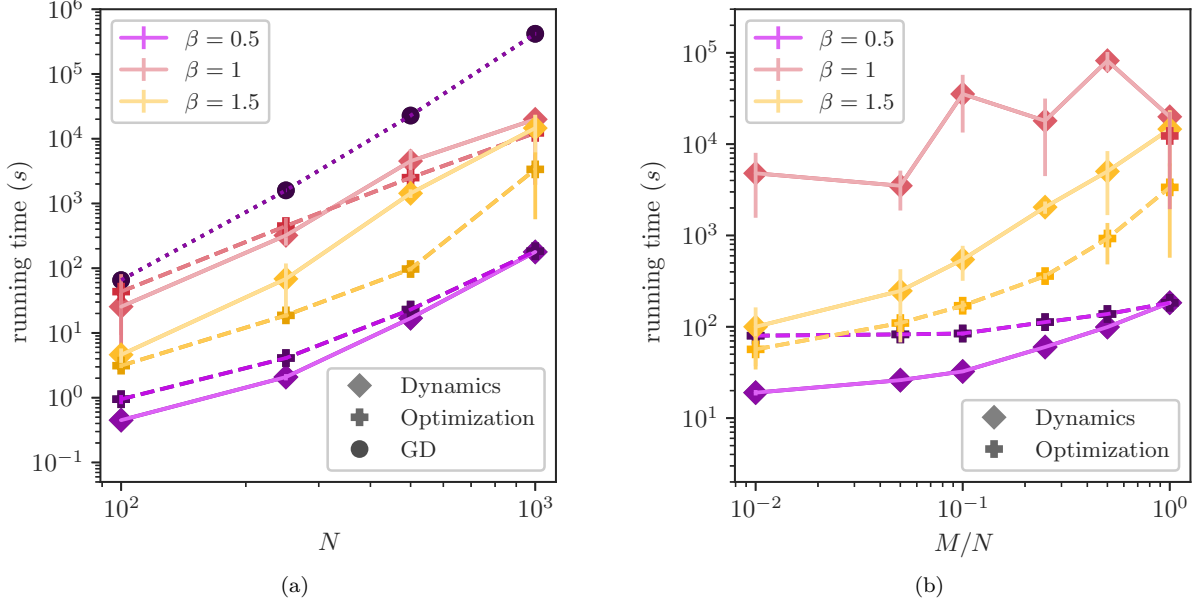 running time (s)
10^6
10^5
10^4
10^3
10^2
10^1
10^0
10^−1
β = 0.5
β = 1
β = 1.5
Dynamics
Optimization
GD
10^2
10^3
N
(a)
running time (s)
10^5
10^4
10^3
10^2
10^1
β = 0.5
β = 1
β = 1.5
Dynamics
Optimization
10^−2
10^−1
10^0
M/N
(b)